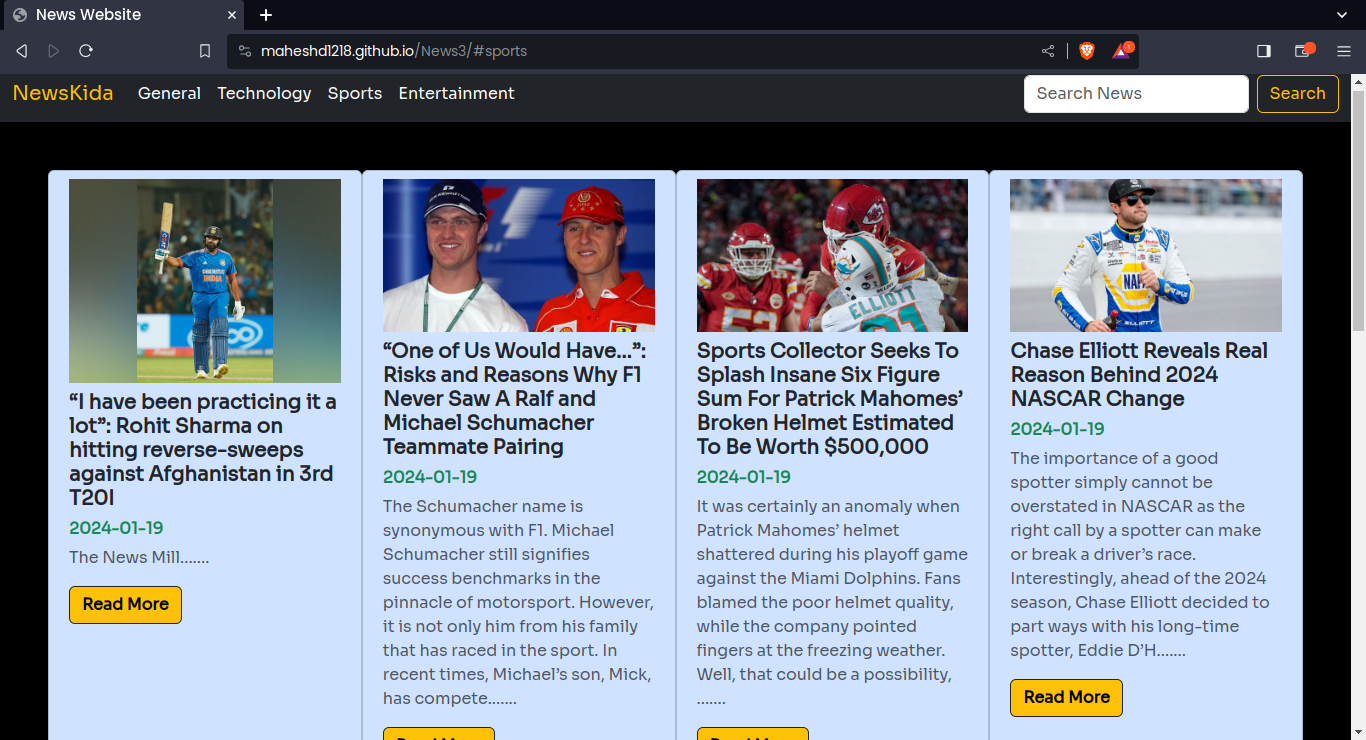 News Website
maheshd1218.github.io/News3/#sports
NewsKida General Technology Sports Entertainment Search News Search
INDIA
“I have been practicing it a
lot”: Rohit Sharma on
hitting reverse-sweeps
against Afghanistan in 3rd
T20I
2024-01-19
The News Mill.......
Read More
“One of Us Would Have…”:
Risks and Reasons Why F1
Never Saw A Ralf and
Michael Schumacher
Teammate Pairing
2024-01-19
The Schumacher name is
synonymous with F1. Michael
Schumacher still signifies
success benchmarks in the
pinnacle of motorsport. However,
it is not only him from his family
that has raced in the sport. In
recent times, Michael’s son, Mick,
has compete.......
Read More
ELLIOTT
Sports Collector Seeks To
Splash Insane Six Figure
Sum For Patrick Mahomes’
Broken Helmet Estimated
To Be Worth $500,000
2024-01-19
It was certainly an anomaly when
Patrick Mahomes’ helmet
shattered during his playoff game
against the Miami Dolphins. Fans
blamed the poor helmet quality,
while the company pointed
fingers at the freezing weather.
Well, that could be a possibility,
.......
Read More
NAPA
Chase Elliott Reveals Real
Reason Behind 2024
NASCAR Change
2024-01-19
The importance of a good
spotter simply cannot be
overstated in NASCAR as the
right call by a spotter can make
or break a driver’s race.
Interestingly, ahead of the 2024
season, Chase Elliott decided to
part ways with his long-time
spotter, Eddie D’H.......
Read More